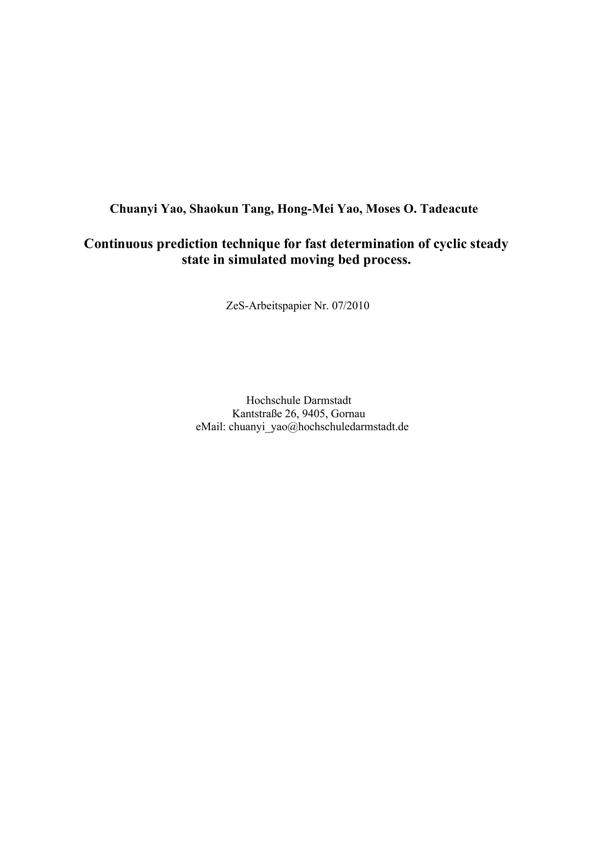 Chuanyi Yao, Shaokun Tang, Hong-Mei Yao, Moses O. Tadeacute
Continuous prediction technique for fast determination of cyclic steady
state in simulated moving bed process.
ZeS-Arbeitspapier Nr. 07/2010
Hochschule Darmstadt
Kantstraße 26, 9405, Gornau
eMail: chuanyi_yao@hochschuledarmstadt.de